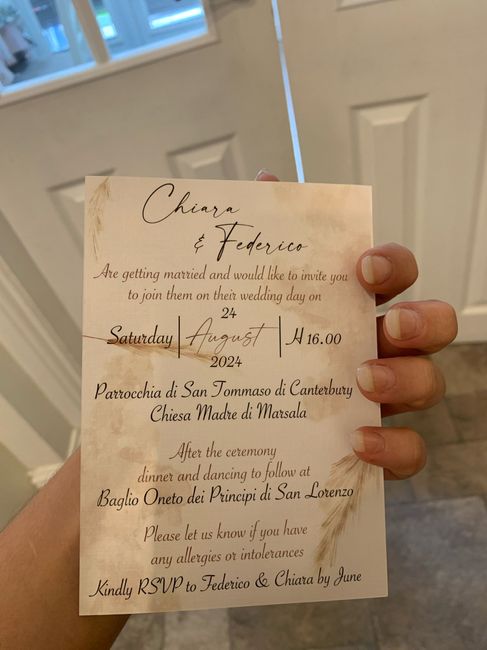 Chiara
& Federico
Are getting married and would like to invite you
to join them on their wedding day on
24
Saturday | August | H 16.00
2024
Parrocchia di San Tommaso di Canterbury
Chiesa Madre di Marsala
After the ceremony
dinner and dancing to follow at
Baglio Oneto dei Principi di San Lorenzo
Please let us know if you have
any allergies or intolerances
Kindly RSVP to Federico & Chiara by June